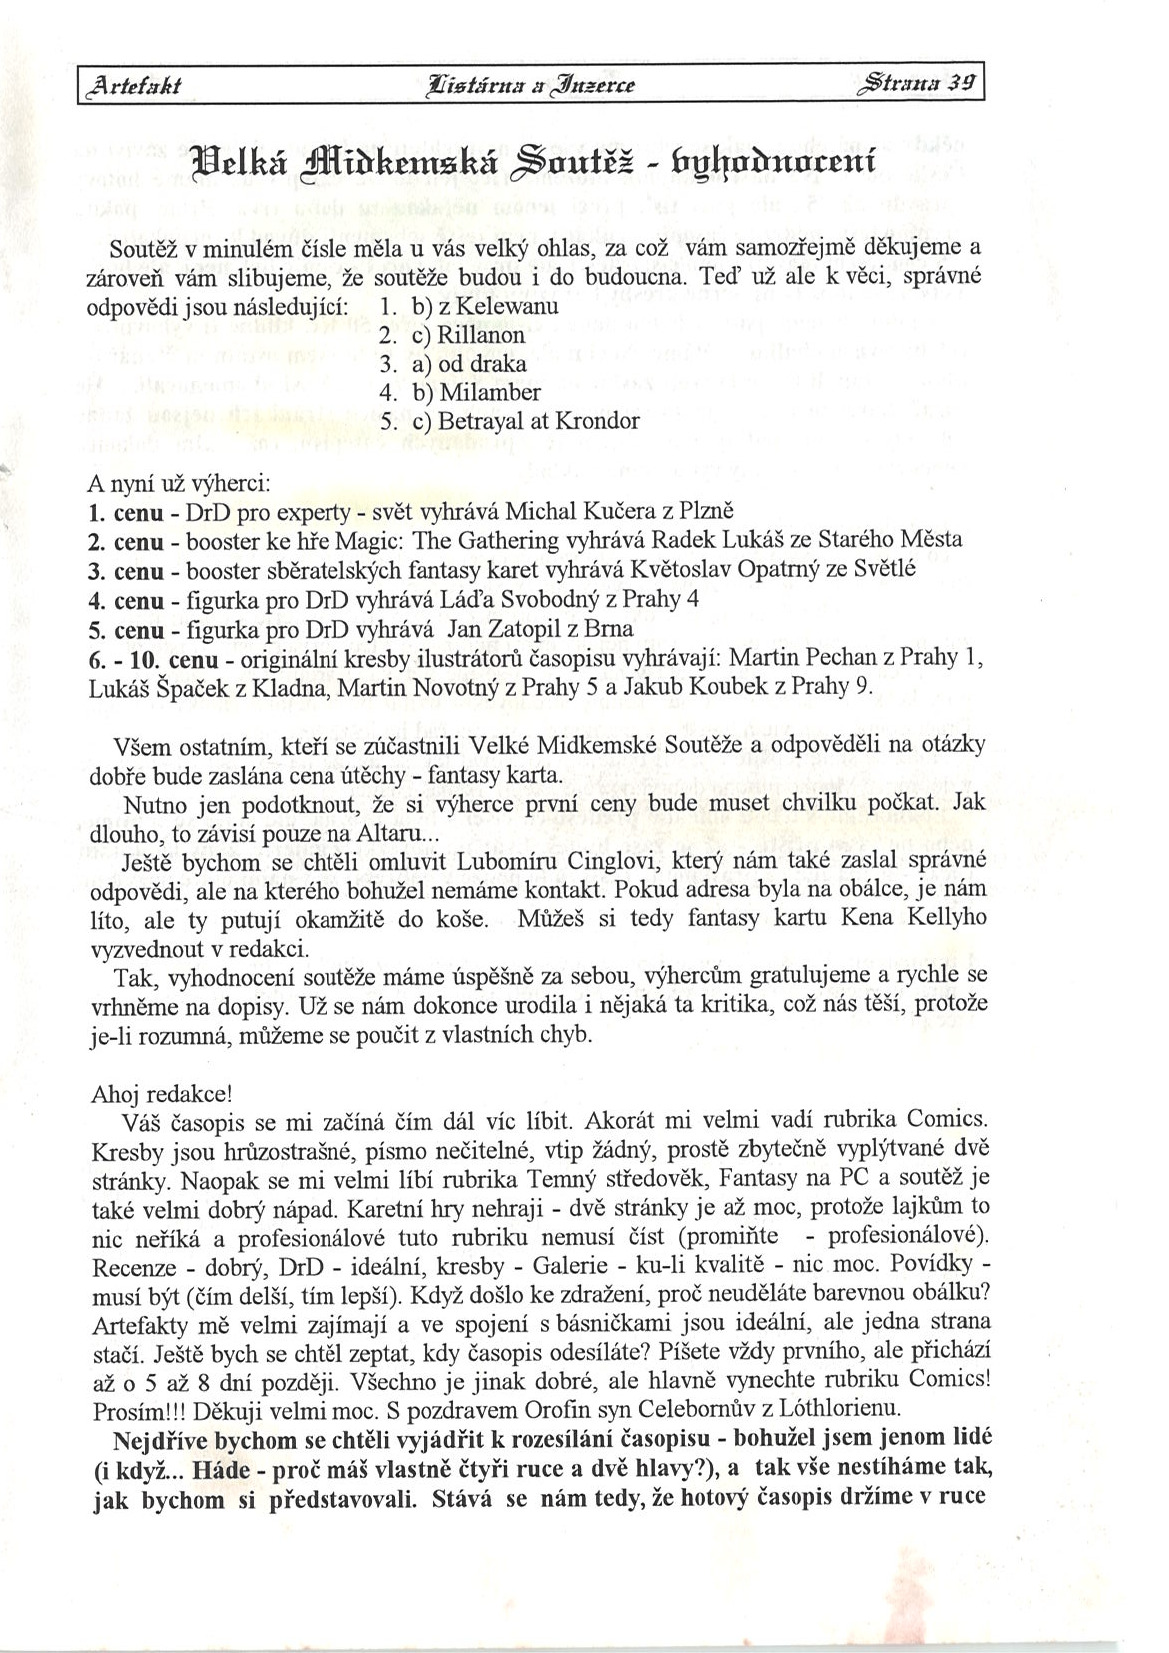 Artefakt Listárna a Inzerce Strana 39
Velká Midkemská Soutěž - vyhodnocení
Soutěž v minulém čísle měla u vás velký ohlas, za což vám samozřejmě děkujeme a
zároveň vám slibujeme, že soutěže budou i do budoucna. Teď už ale k věci, správné
odpovědi jsou následující: 1. b) z Kelewanu
2. c) Rillanon
3. a) od draka
4. b) Milamber
5. c) Betrayal at Krondor
A nyní už výherci:
1. cenu - DrD pro experty - svět vyhrává Michal Kučera z Plzně
2. cenu - booster ke hře Magic: The Gathering vyhrává Radek Lukáš ze Starého Města
3. cenu - booster sběratelských fantasy karet vyhrává Květoslav Opatrný ze Světlé
4. cenu - figurka pro DrD vyhrává Láďa Svobodný z Prahy 4
5. cenu - figurka pro DrD vyhrává Jan Zatopil z Brna
6. - 10. cenu - originální kresby ilustrátorů časopisu vyhrávají: Martin Pechan z Prahy 1,
Lukáš Špaček z Kladna, Martin Novotný z Prahy 5 a Jakub Koubek z Prahy 9.
Všem ostatním, kteří se zúčastnili Velké Midkemské Soutěže a odpověděli na otázky
dobře bude zaslána cena útěchy - fantasy karta.
Nutno jen podotknout, že si výherce první ceny bude muset chvilku počkat. Jak
dlouho, to závisí pouze na Altaru...
Ještě bychom se chtěli omluvit Lubomíru Cinglovi, který nám také zaslal správné
odpovědi, ale na kterého bohužel nemáme kontakt. Pokud adresa byla na obálce, je nám
líto, ale ty putují okamžitě do koše. Můžeš si tedy fantasy kartu Kena Kellyho
vyzvednout v redakci.
Tak, vyhodnocení soutěže máme úspěšně za sebou, výhercům gratulujeme a rychle se
vrhněme na dopisy. Už se nám dokonce urodila i nějaká ta kritika, což nás těší, protože
je-li rozumná, můžeme se poučit z vlastních chyb.
Ahoj redakce!
Váš časopis se mi začíná čím dál víc líbit. Akorát mi velmi vadí rubrika Comics.
Kresby jsou hrůzostrašné, písmo nečitelné, vtip žádný, prostě zbytečně vyplýtvané dvě
stránky. Naopak se mi velmi líbí rubrika Temný středověk, Fantasy na PC a soutěž je
také velmi dobrý nápad. Karetní hry nehraji - dvě stránky je až moc, protože lajkům to
nic neříká a profesionálové tuto rubriku nemusí číst (promiňte - profesionálové).
Recenze - dobrý, DrD - ideální, kresby - Galerie - ku-li kvalitě - nic moc. Povídky -
musí být (čím delší, tím lepší). Když došlo ke zdražení, proč neuděláte barevnou obálku?
Artefakty mě velmi zajímají a ve spojení s básničkami jsou ideální, ale jedna strana
stačí. Ještě bych se chtěl zeptat, kdy časopis odesíláte? Píšete vždy prvního, ale přichází
až o 5 až 8 dní později. Všechno je jinak dobré, ale hlavně vynechte rubriku Comics!
Prosím!!! Děkuji velmi moc. S pozdravem Orofin syn Celebornův z Lóthlorienu.
Nejdříve bychom se chtěli vyjádřit k rozesílání časopisu - bohužel jsem jenom lidé
(i když... Háde - proč máš vlastně čtyři ruce a dvě hlavy?), a tak vše nestíháme tak,
jak bychom si představovali. Stává se nám tedy, že hotový časopis držíme v ruce